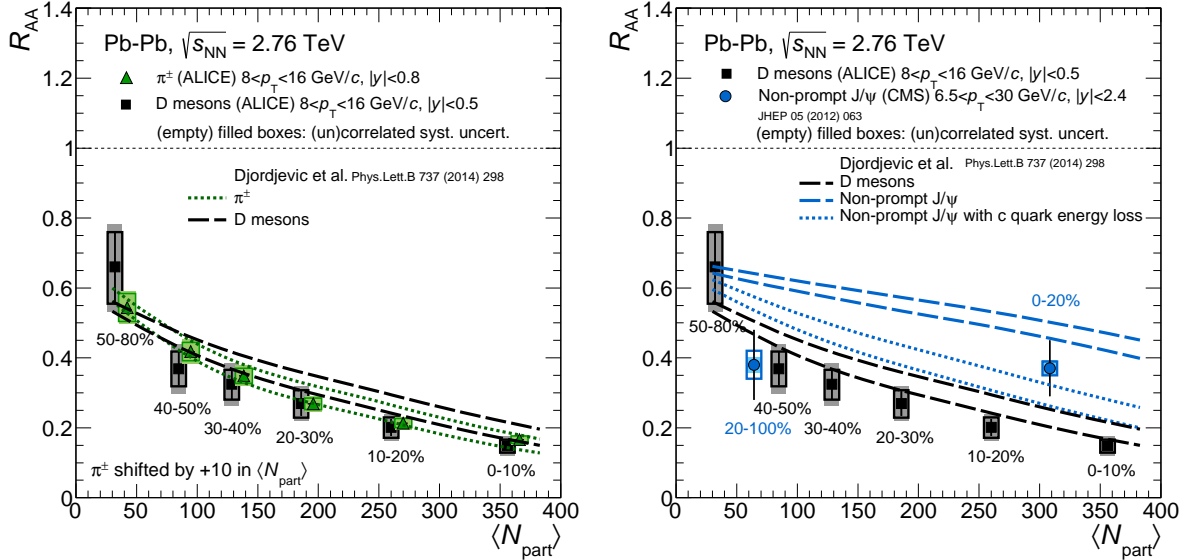 R_AA
1.4
1.2
1
0.8
0.6
0.4
0.2
0
Pb-Pb, √s_NN = 2.76 TeV
π± (ALICE) 8<p_T<16 GeV/c, |y|<0.8
D mesons (ALICE) 8<p_T<16 GeV/c, |y|<0.5
(empty) filled boxes: (un)correlated syst. uncert.
Djordjevic et al. Phys.Lett.B 737 (2014) 298
π±
D mesons
50-80%
40-50%
30-40%
20-30%
10-20%
0-10%
π± shifted by +10 in ⟨N_part⟩
0 50 100 150 200 250 300 350 400
⟨N_part⟩
R_AA
1.4
1.2
1
0.8
0.6
0.4
0.2
0
Pb-Pb, √s_NN = 2.76 TeV
D mesons (ALICE) 8<p_T<16 GeV/c, |y|<0.5
Non-prompt J/ψ (CMS) 6.5<p_T<30 GeV/c, |y|<2.4
JHEP 05 (2012) 063
(empty) filled boxes: (un)correlated syst. uncert.
Djordjevic et al. Phys.Lett.B 737 (2014) 298
D mesons
Non-prompt J/ψ
Non-prompt J/ψ with c quark energy loss
0-20%
50-80%
40-50%
20-100%
30-40%
20-30%
10-20%
0-10%
0 50 100 150 200 250 300 350 400
⟨N_part⟩